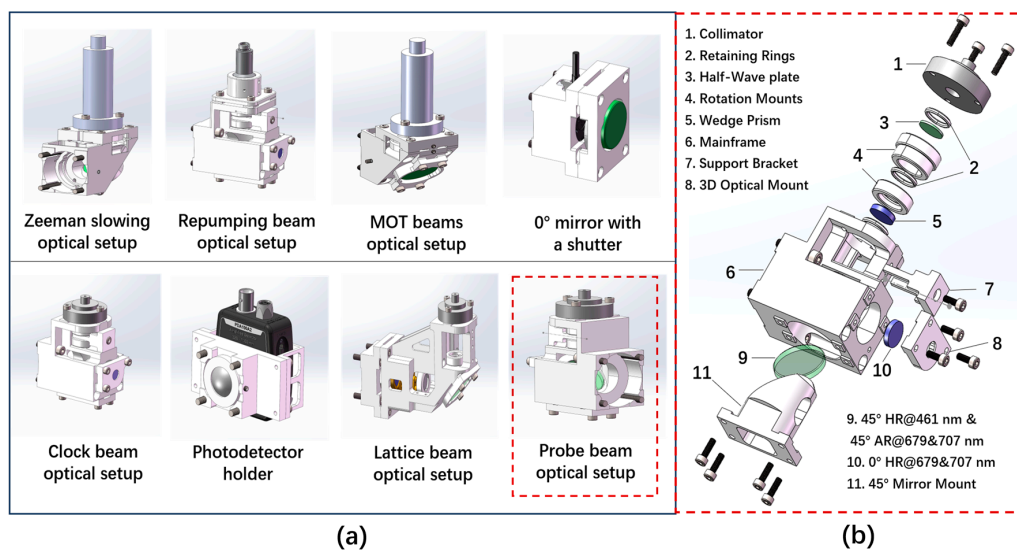 Zeeman slowing
optical setup
Repumping beam
optical setup
MOT beams
optical setup
0° mirror with
a shutter
Clock beam
optical setup
Photodetector
holder
Lattice beam
optical setup
Probe beam
optical setup
(a)
1. Collimator
2. Retaining Rings
3. Half-Wave plate
4. Rotation Mounts
5. Wedge Prism
6. Mainframe
7. Support Bracket
8. 3D Optical Mount
1
3
2
4
5
6
7
8
9
10
11
9. 45° HR@461 nm &
45° AR@679&707 nm
10. 0° HR@679&707 nm
11. 45° Mirror Mount
(b)